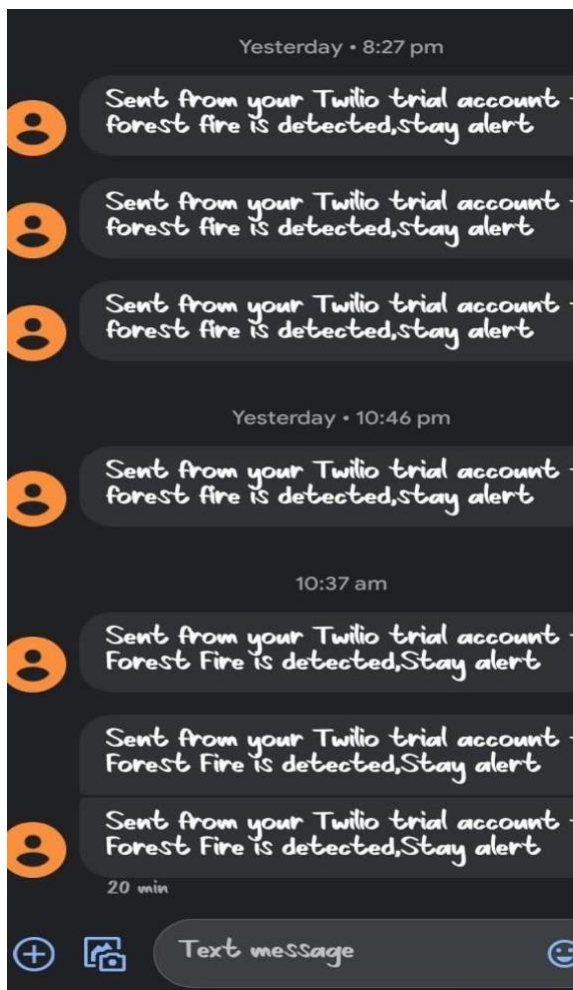 Yesterday • 8:27 pm
Sent from your Twilio trial account -
forest fire is detected,stay alert
Sent from your Twilio trial account -
forest fire is detected,stay alert
Sent from your Twilio trial account -
forest fire is detected,stay alert
Yesterday • 10:46 pm
Sent from your Twilio trial account -
forest fire is detected,stay alert
10:37 am
Sent from your Twilio trial account -
Forest Fire is detected,Stay alert
Sent from your Twilio trial account -
Forest Fire is detected,Stay alert
Sent from your Twilio trial account -
Forest Fire is detected,Stay alert
20 min
Text message